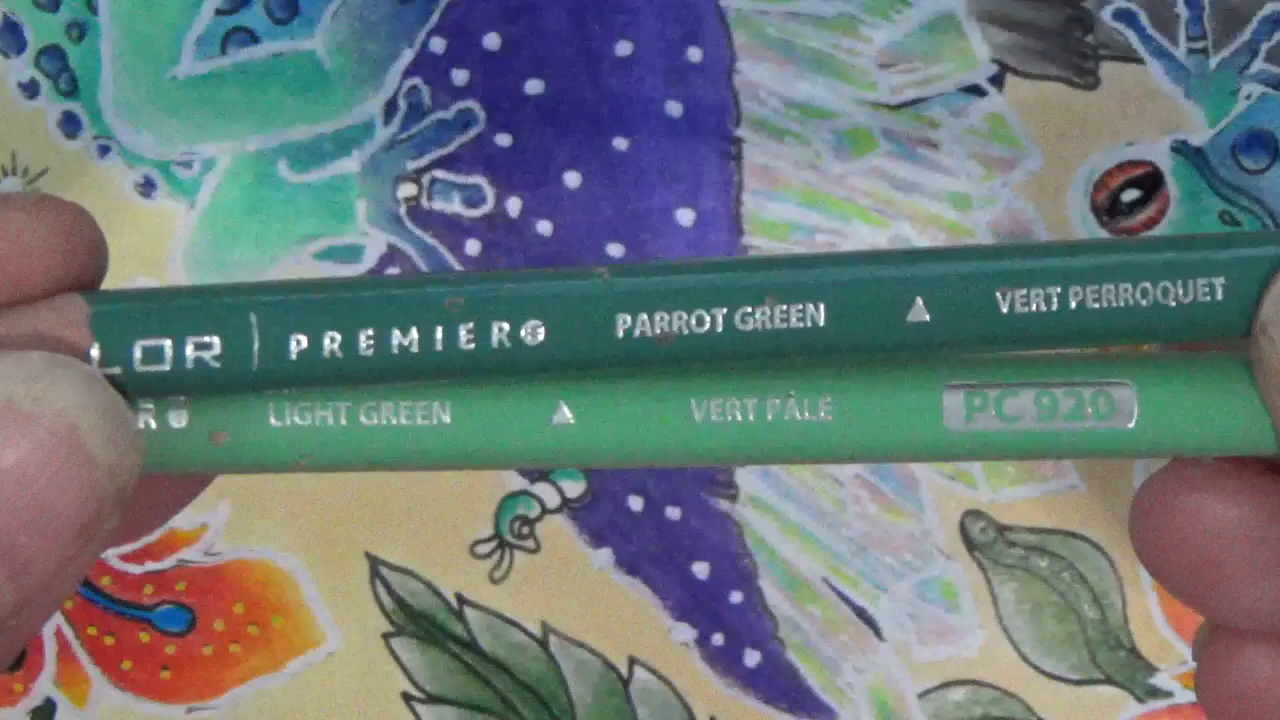 LOR | PREMIER PARROT GREEN ▲ VERT PERROQUET
R LIGHT GREEN ▲ VERT PÂLE PC 920